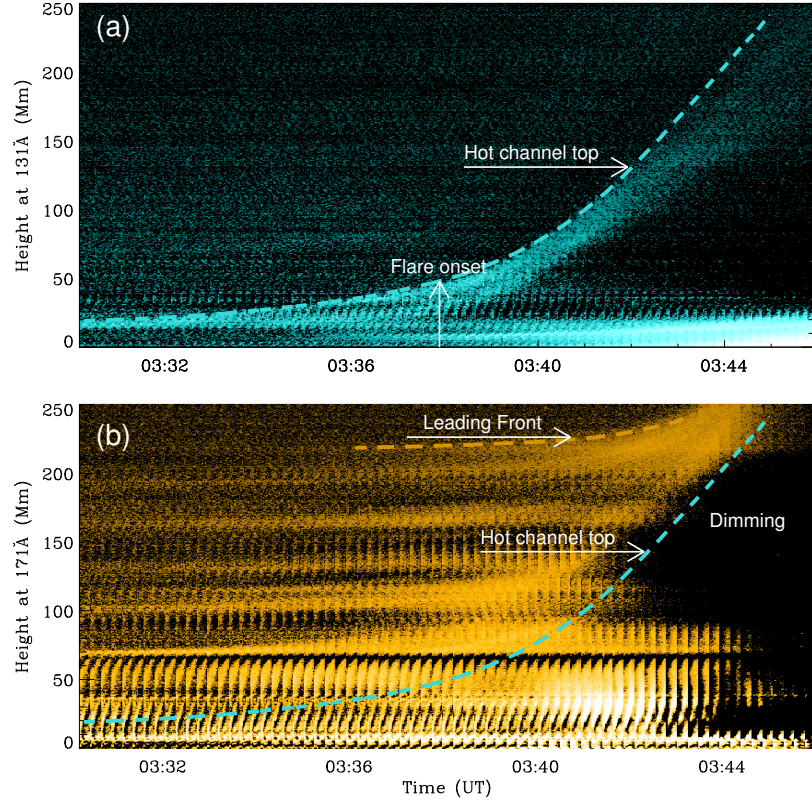 (a)
250
200
150
100
50
0
Height at 131Å (Mm)
Hot channel top
Flare onset
03:32 03:36 03:40 03:44
(b)
250
200
150
100
50
0
Height at 171Å (Mm)
Leading Front
Hot channel top
Dimming
03:32 03:36 03:40 03:44
Time (UT)